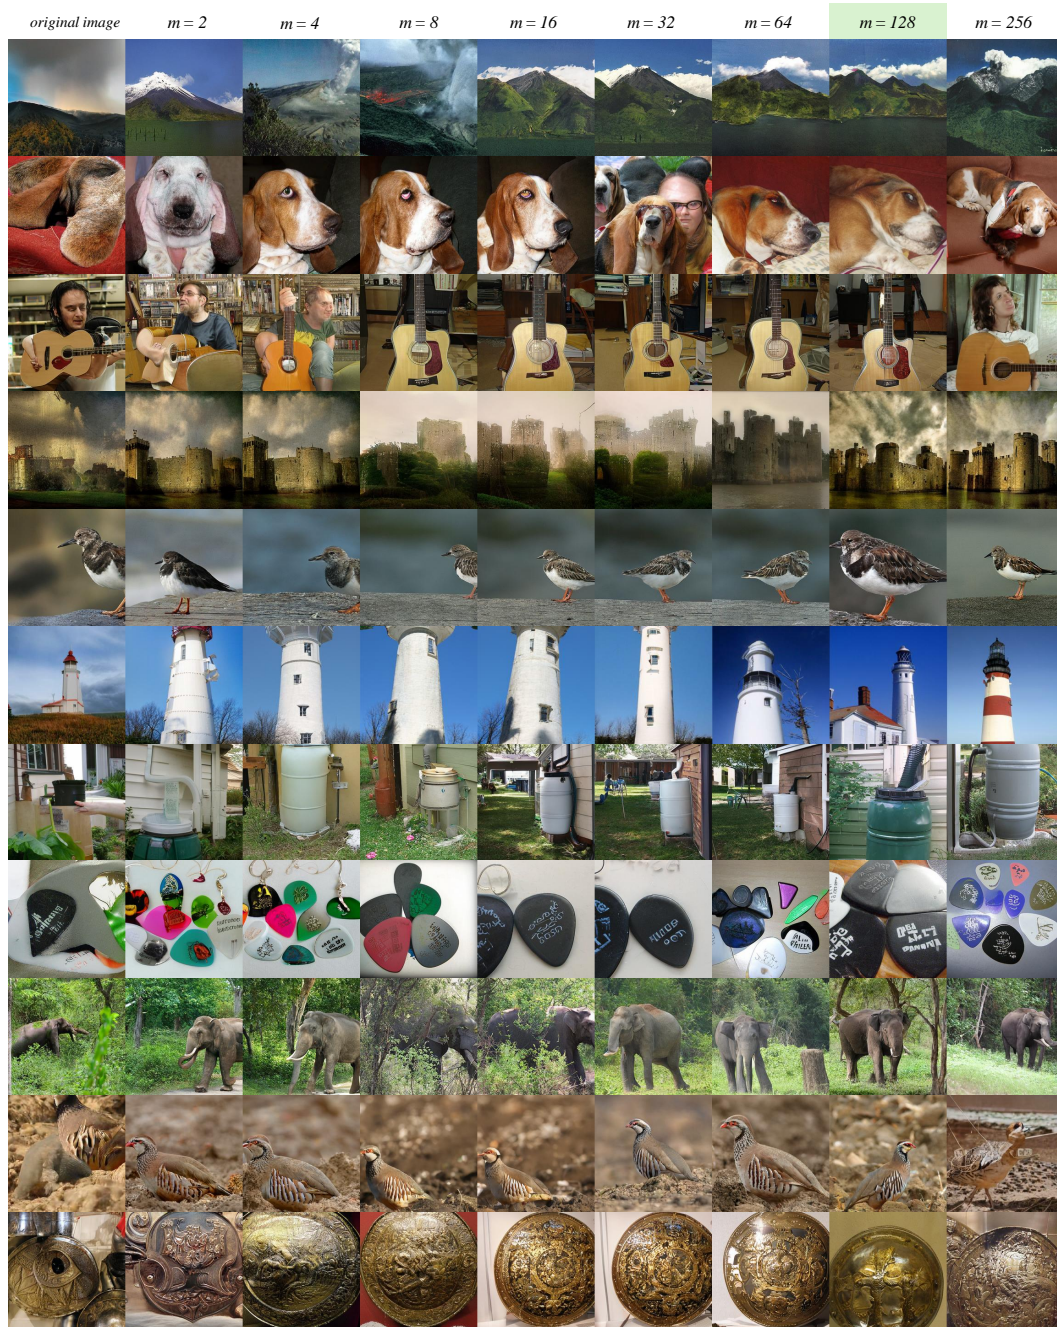 original image m = 2 m = 4 m = 8 m = 16 m = 32 m = 64 m = 128 m = 256